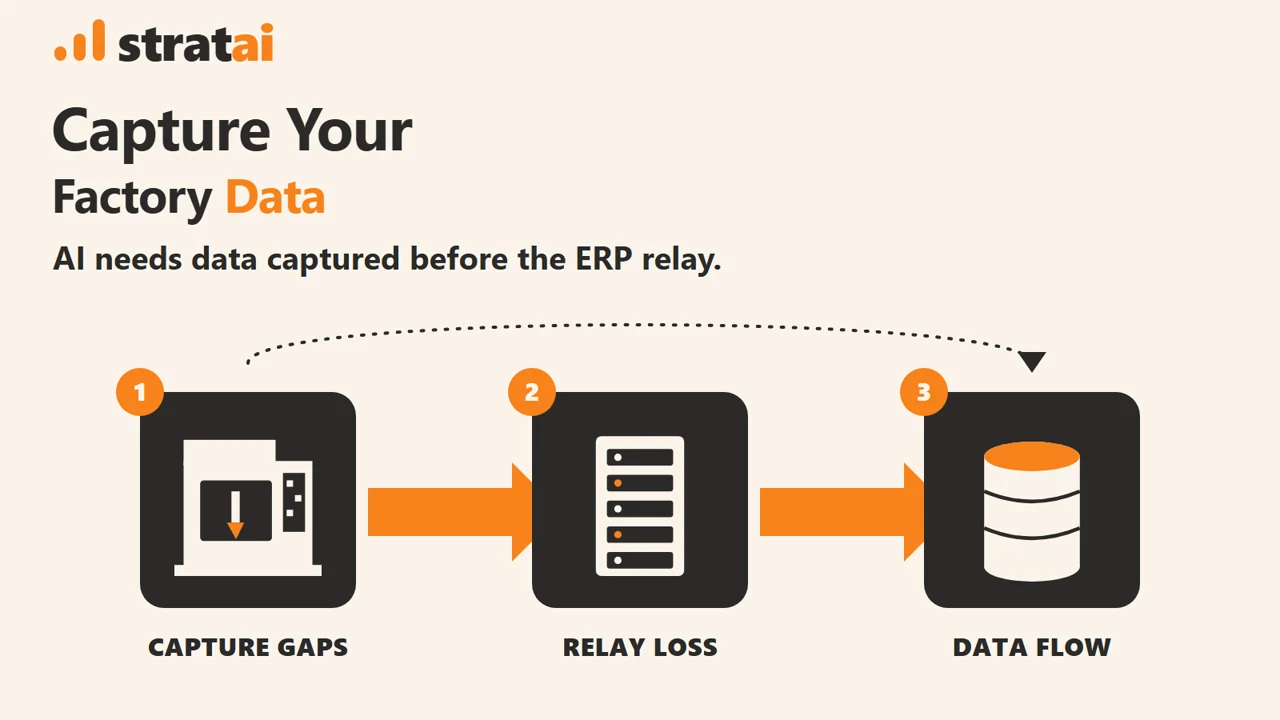 stratai
Capture Your
Factory Data
AI needs data captured before the ERP relay.
1
2
3
CAPTURE GAPS
RELAY LOSS
DATA FLOW